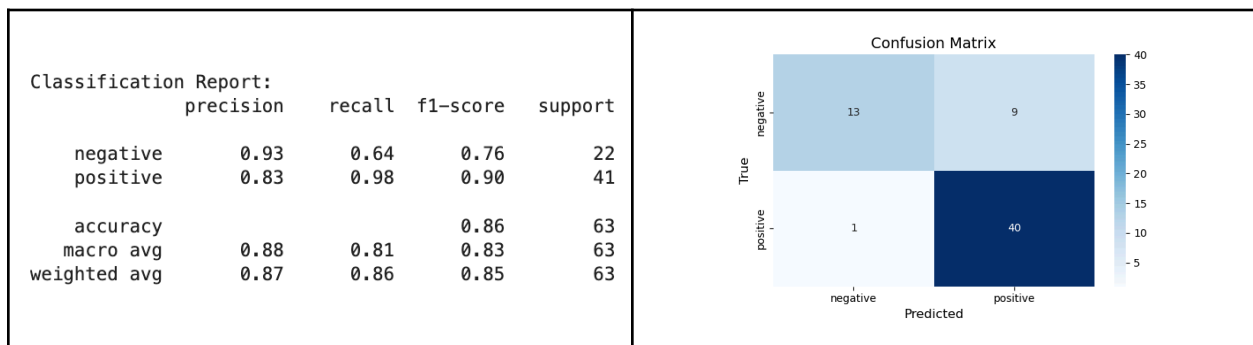 Classification Report:
precision recall f1-score support
negative 0.93 0.64 0.76 22
positive 0.83 0.98 0.90 41
accuracy 0.86 63
macro avg 0.88 0.81 0.83 63
weighted avg 0.87 0.86 0.85 63
Confusion Matrix
True
negative
positive
13 9
1 40
negative positive
Predicted
40
35
30
25
20
15
10
5